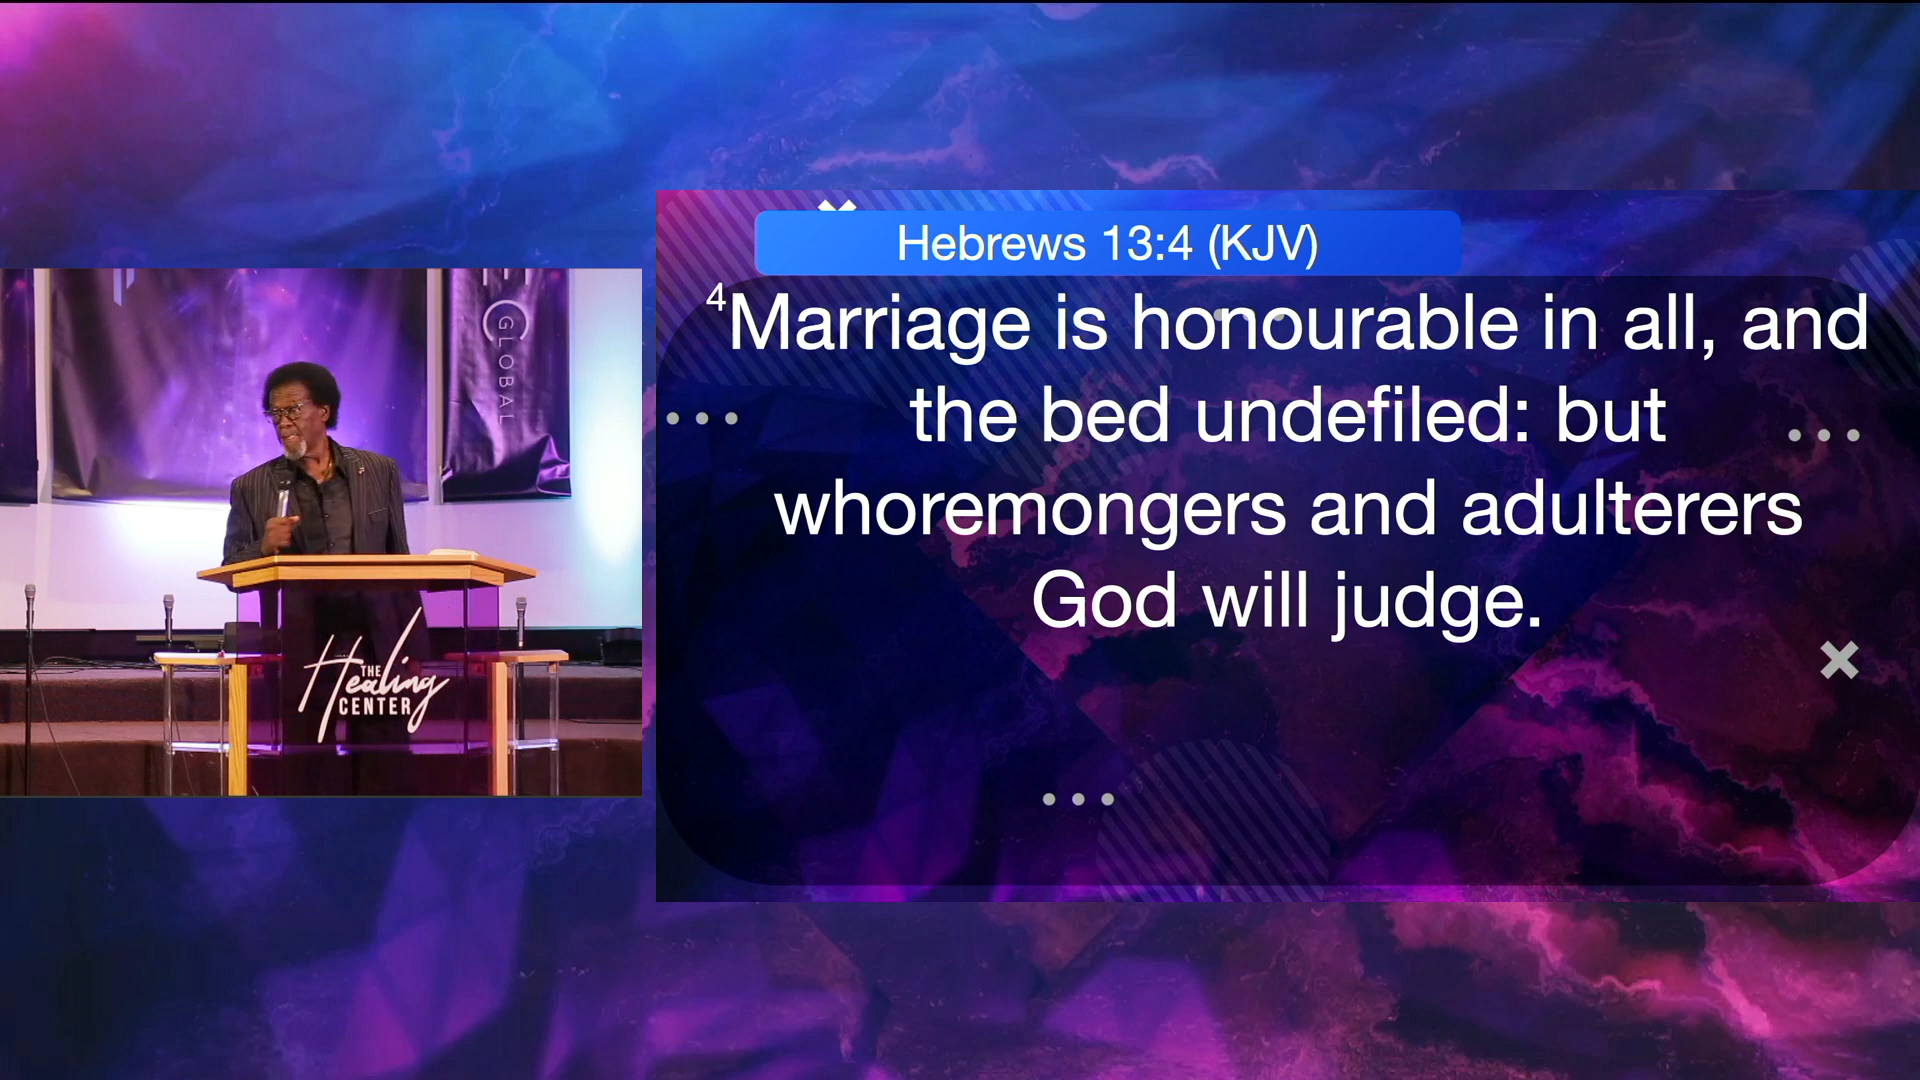 Hebrews 13:4 (KJV)
4Marriage is honourable in all, and
the bed undefiled: but
whoremongers and adulterers
God will judge.
GLOBAL
THE
Healing
CENTER